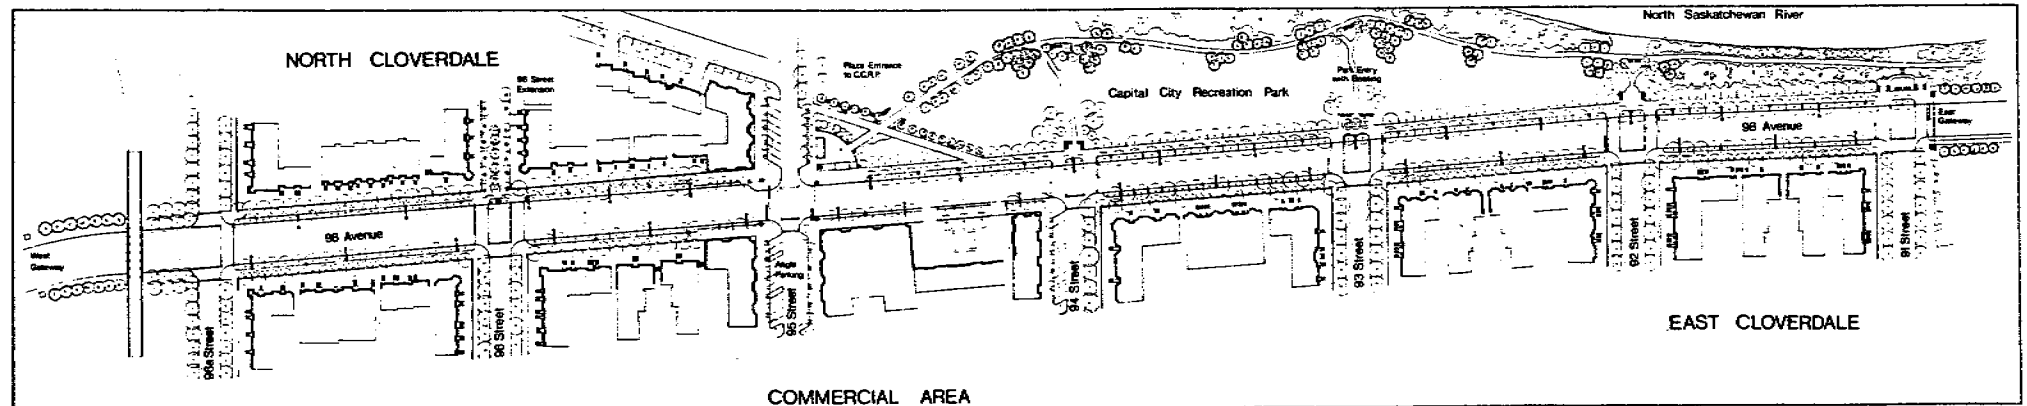 North Saskatchewan River
NORTH CLOVERDALE
96 Street
Extension
Plaza Entrance
to C.C.R.P.
Park Entry
with Seating
Capital City Recreation Park
98 Avenue
East
Gateway
98 Avenue
West
Gateway
Angle
Parking
96a Street
96 Street
95 Street
94 Street
93 Street
92 Street
91 Street
EAST CLOVERDALE
COMMERCIAL AREA